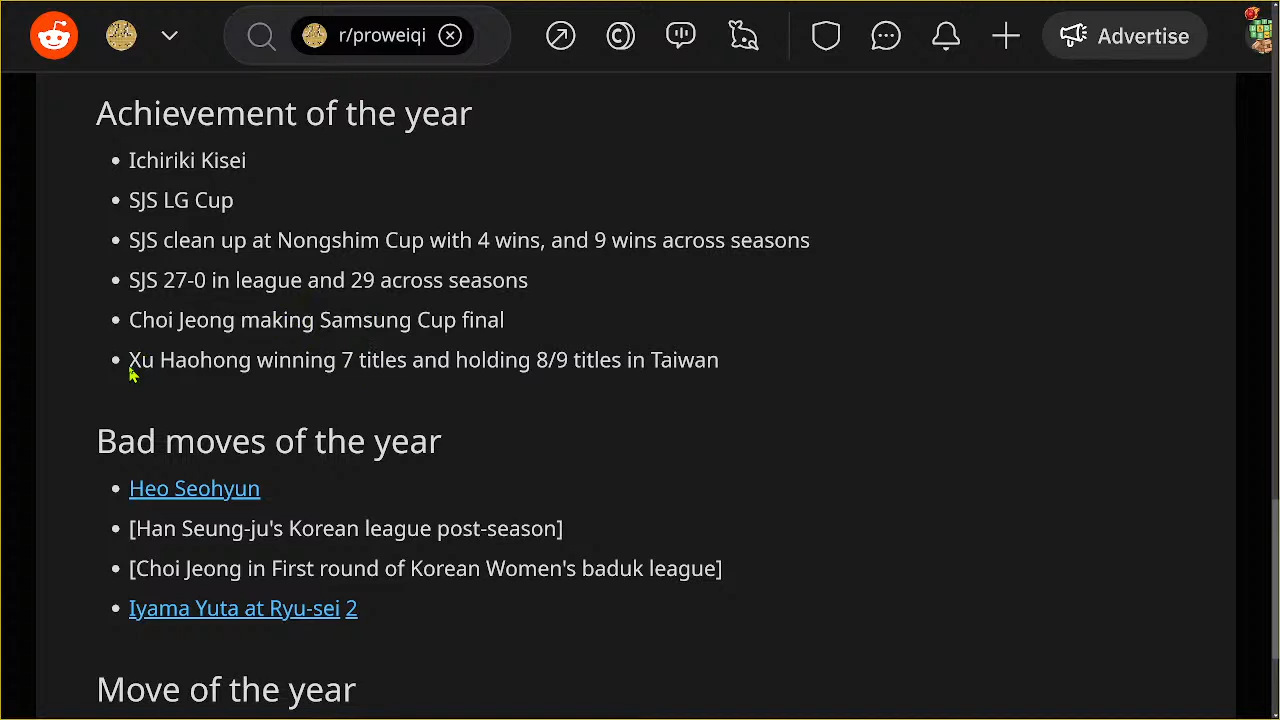 r/proweiqi
Advertise
Achievement of the year
• Ichiriki Kisei
• SJS LG Cup
• SJS clean up at Nongshim Cup with 4 wins, and 9 wins across seasons
• SJS 27-0 in league and 29 across seasons
• Choi Jeong making Samsung Cup final
• Xu Haohong winning 7 titles and holding 8/9 titles in Taiwan
Bad moves of the year
• Heo Seohyun
• [Han Seung-ju's Korean league post-season]
• [Choi Jeong in First round of Korean Women's baduk league]
• Iyama Yuta at Ryu-sei 2
Move of the year